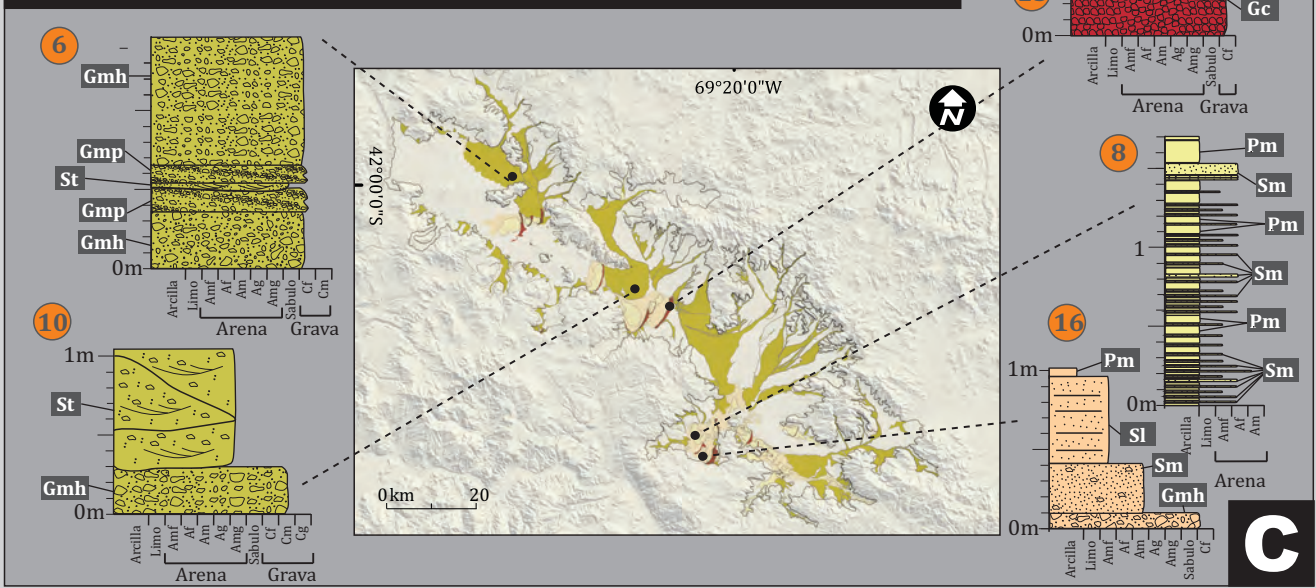 6
Gmh
Gmp
St
Gmp
Gmh
0m
Arcilla
Limo
Amf
Af
Am
Ag
Amg
Sabulo
Cf
Cm
Arena
Grava
10
1m
St
Gmh
0m
Arcilla
Limo
Amf
Af
Am
Ag
Amg
Sabulo
Cf
Cm
Cg
Arena
Grava
69°20'0"W
42°00'0"S
N
0 km 20
Gc
0m
Arcilla
Limo
Amf
Af
Am
Ag
Amg
Sabulo
Cf
Arena
Grava
8
Pm
Sm
Pm
1
Sm
Pm
Sm
0m
Arcilla
Limo
Amf
Af
Am
Arena
16
1m
Pm
Sl
Sm
Gmh
0m
Arcilla
Limo
Amf
Af
Am
Ag
Amg
Sabulo
Cf
C